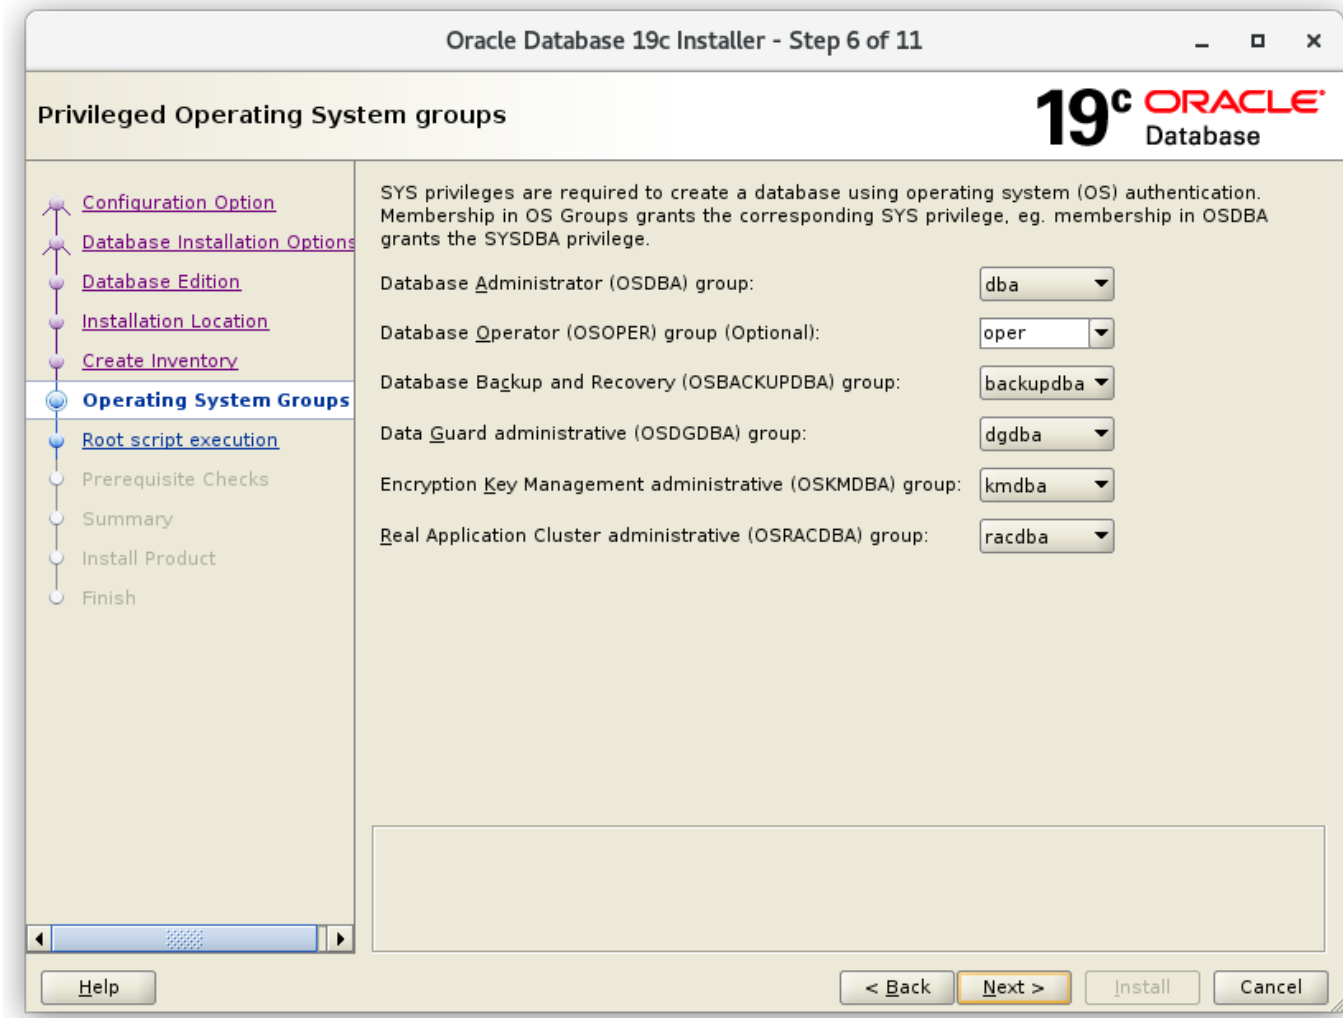 Oracle Database 19c Installer - Step 6 of 11
Privileged Operating System groups
19c ORACLE
Database
Configuration Option
Database Installation Options
Database Edition
Installation Location
Create Inventory
Operating System Groups
Root script execution
Prerequisite Checks
Summary
Install Product
Finish
SYS privileges are required to create a database using operating system (OS) authentication.
Membership in OS Groups grants the corresponding SYS privilege, eg. membership in OSDBA
grants the SYSDBA privilege.
Database Administrator (OSDBA) group: dba
Database Operator (OSOPER) group (Optional): oper
Database Backup and Recovery (OSBACKUPDBA) group: backupdba
Data Guard administrative (OSDGDBA) group: dgdba
Encryption Key Management administrative (OSKMDBA) group: kmdba
Real Application Cluster administrative (OSRACDBA) group: racdba
Help < Back Next > Install Cancel